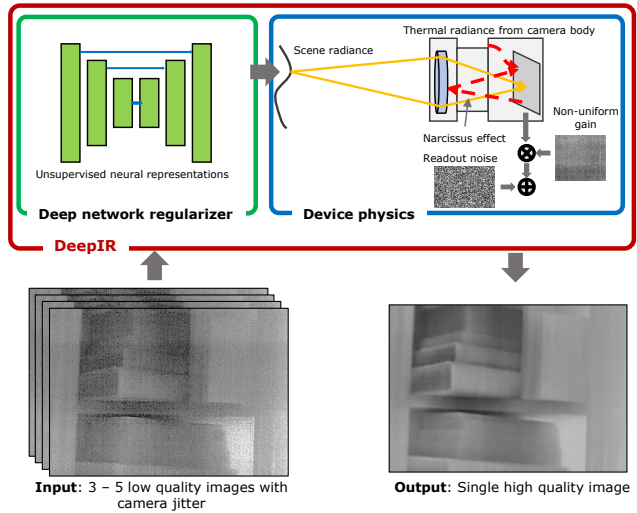 Thermal radiance from camera body
Scene radiance
Non-uniform
gain
Narcissus effect
Readout noise
Unsupervised neural representations
Deep network regularizer
Device physics
DeepIR
Input: 3 – 5 low quality images with
camera jitter
Output: Single high quality image